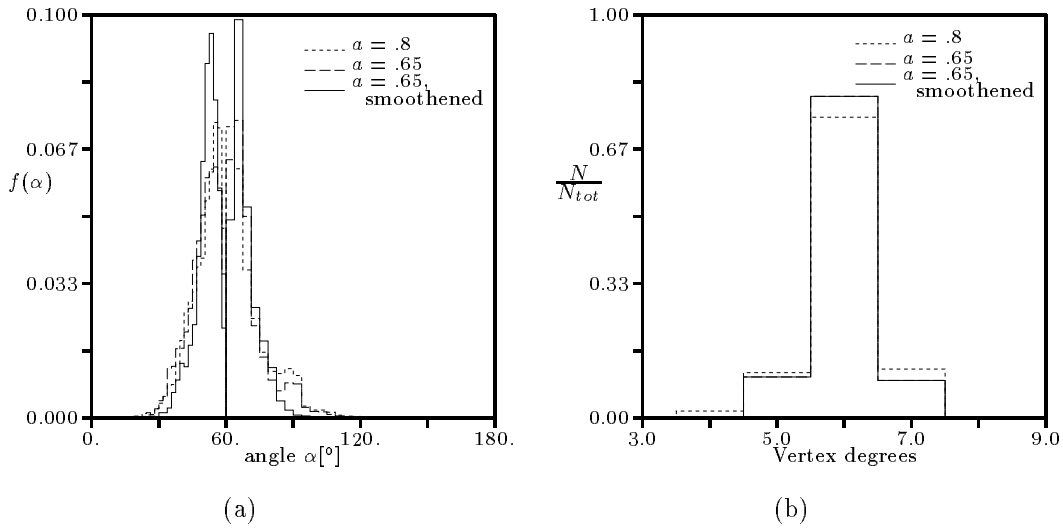 0.100
0.067
f(α)
0.033
0.000
0. 60. 120. 180.
angle α[°]
a = .8
a = .65
a = .65,
smoothened
(a)
1.00
0.67
N
N_{tot}
0.33
0.00
3.0 5.0 7.0 9.0
Vertex degrees
a = .8
a = .65
a = .65,
smoothened
(b)